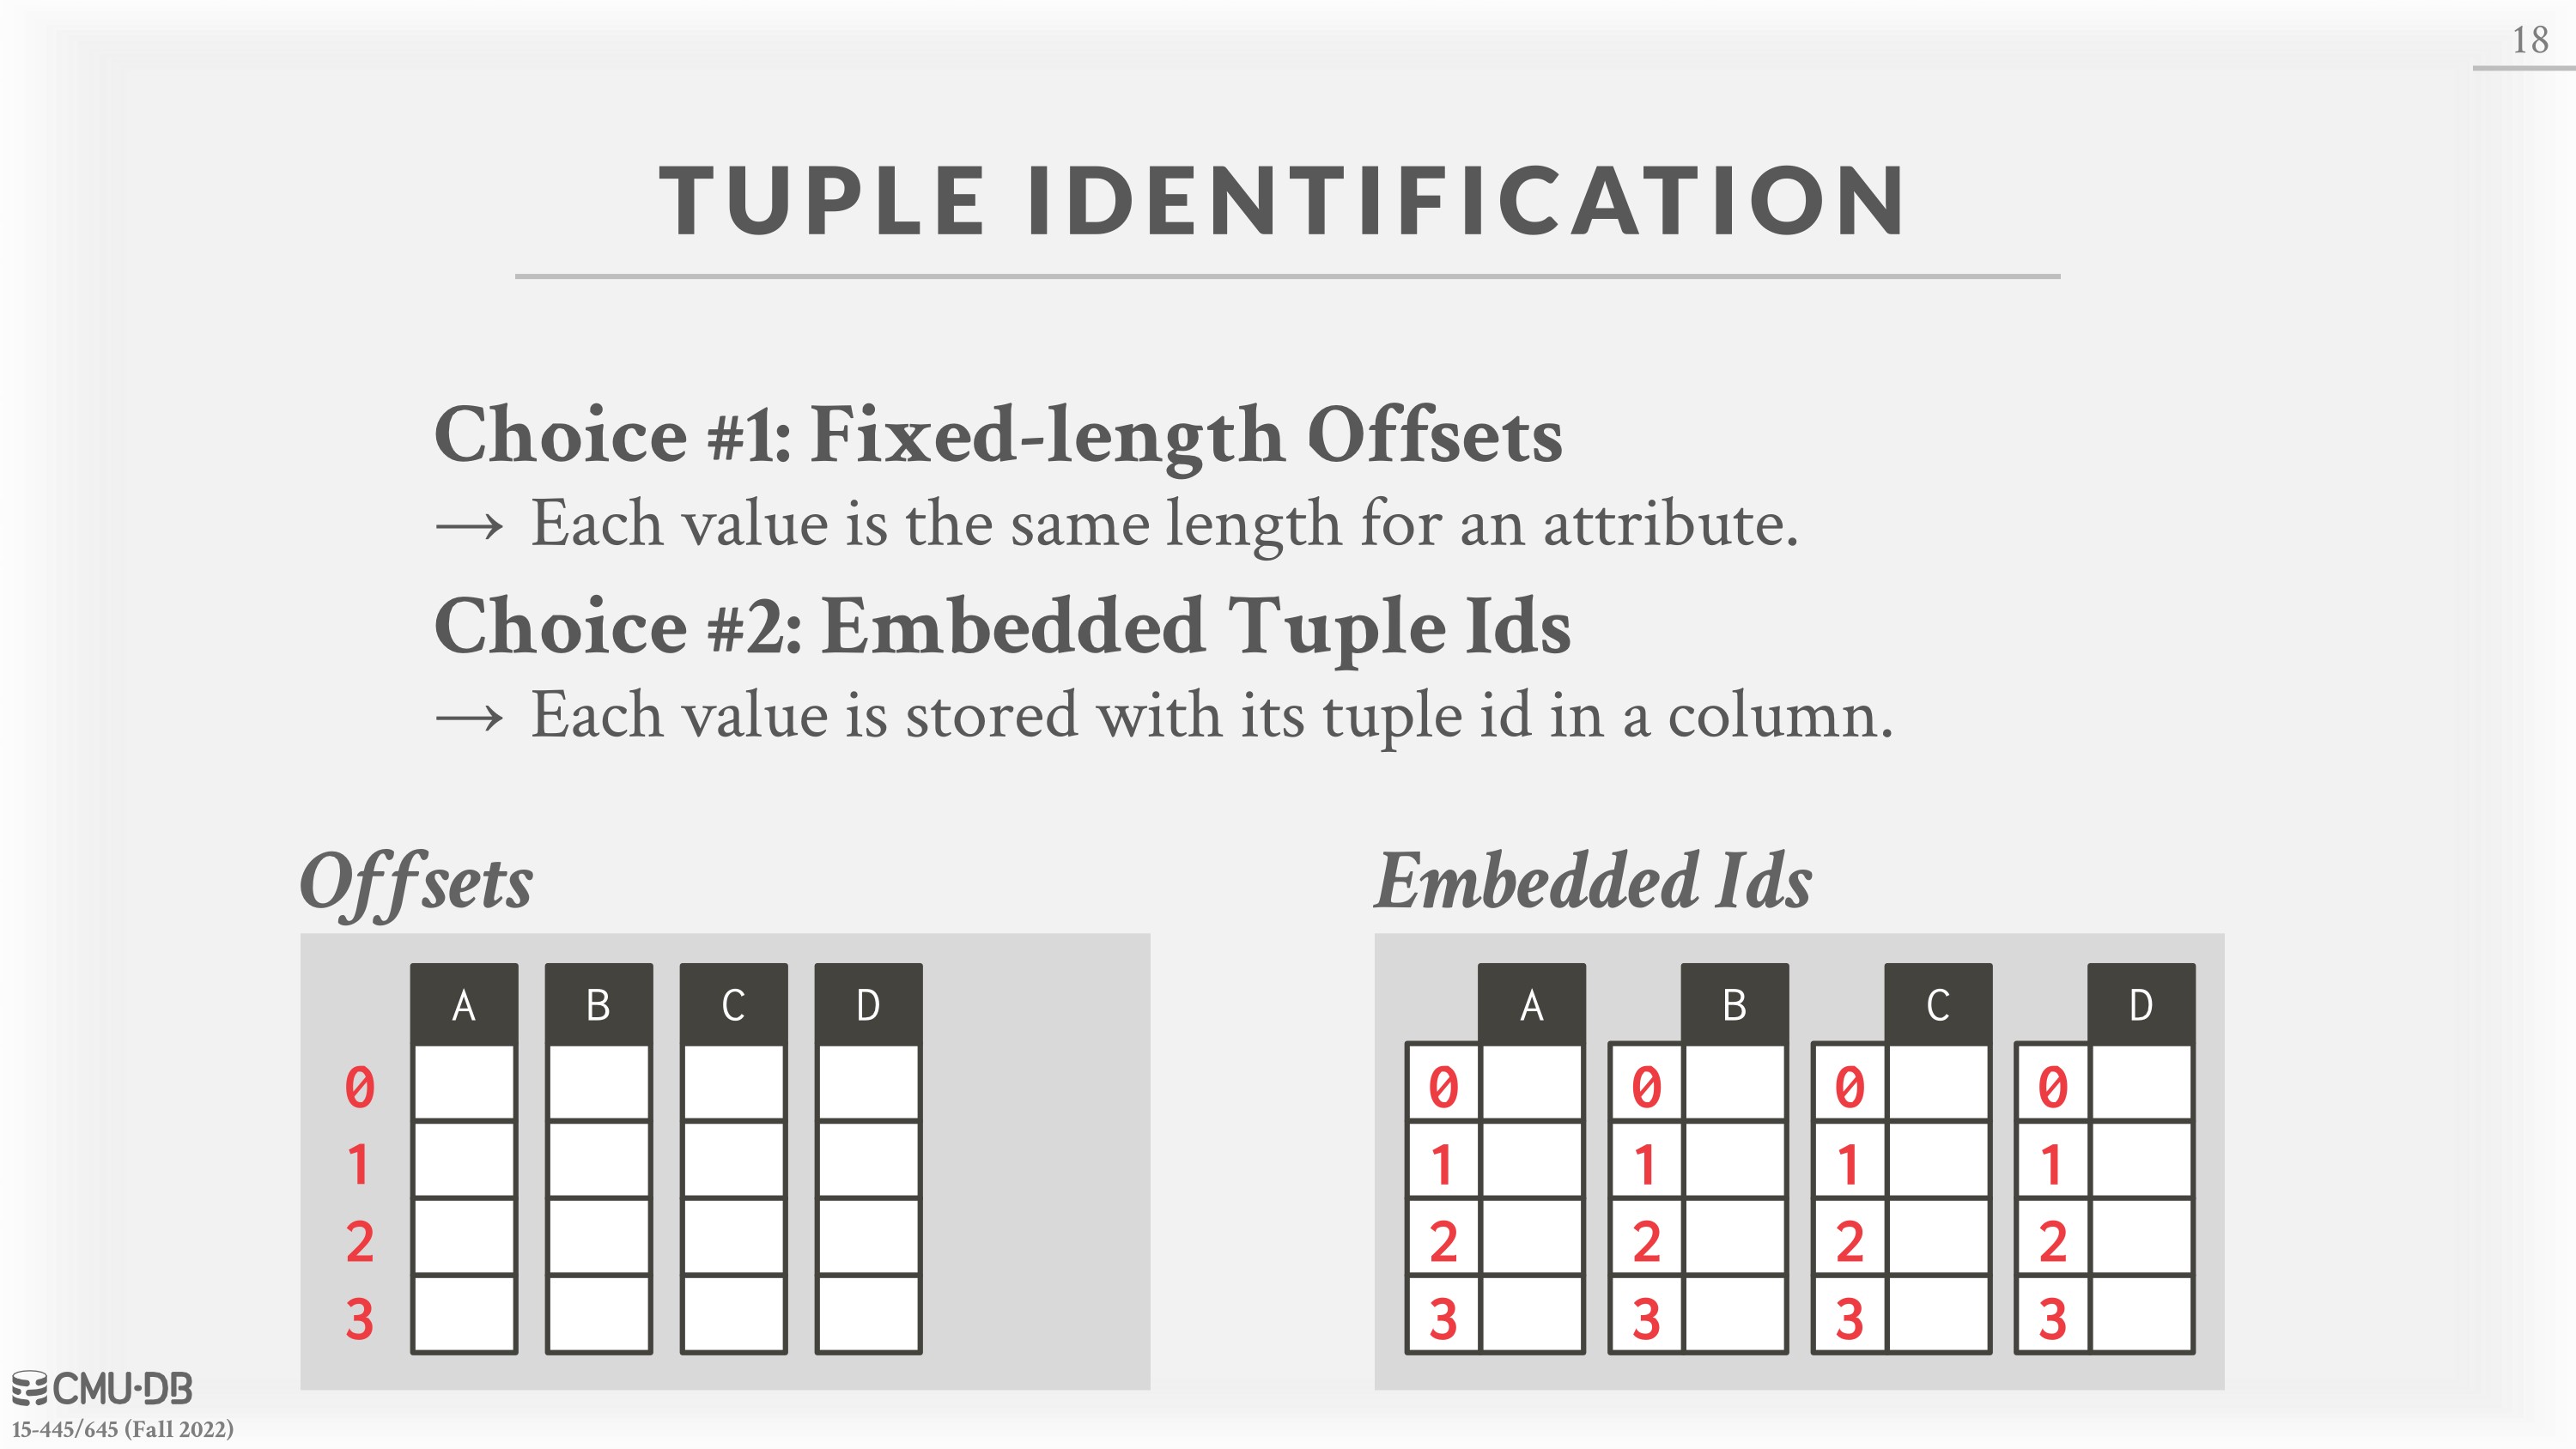 18
TUPLE IDENTIFICATION
Choice #1: Fixed-length Offsets
→ Each value is the same length for an attribute.
Choice #2: Embedded Tuple Ids
→ Each value is stored with its tuple id in a column.
Offsets
A B C D
0
1
2
3
Embedded Ids
A B C D
0 0 0 0
1 1 1 1
2 2 2 2
3 3 3 3
CMU·DB
15-445/645 (Fall 2022)